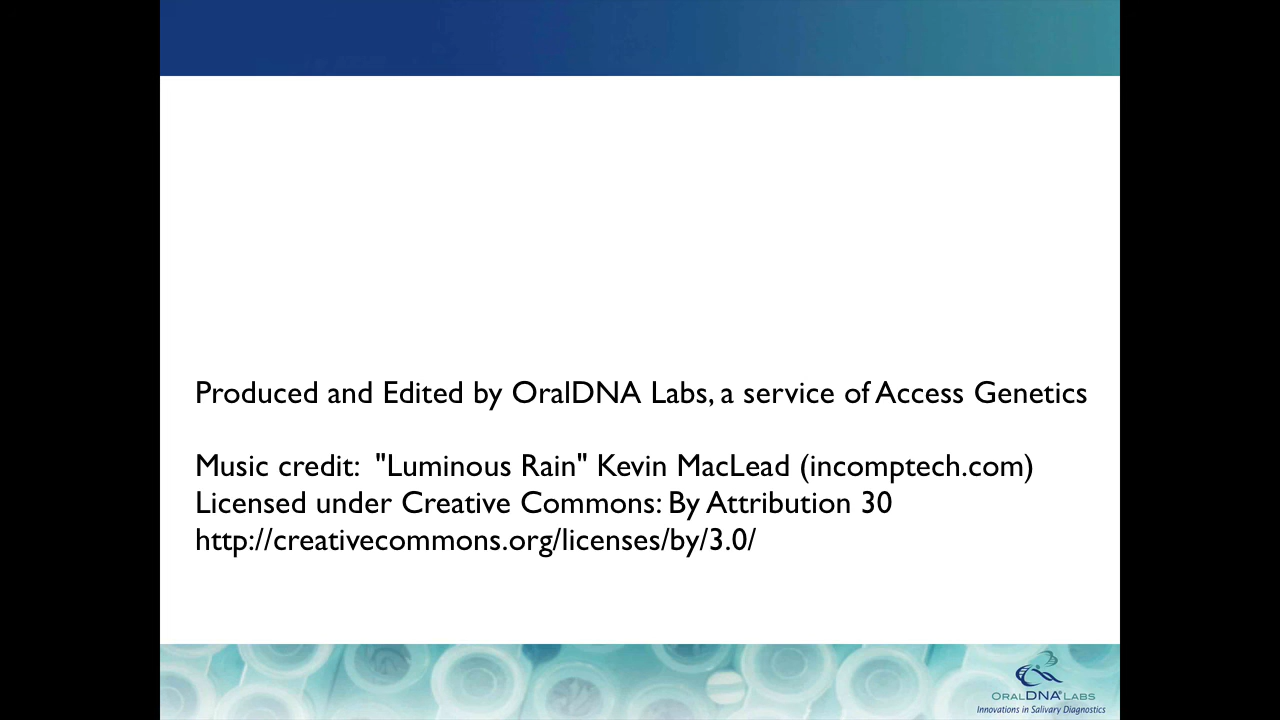 Produced and Edited by OralDNA Labs, a service of Access Genetics
Music credit:  "Luminous Rain" Kevin MacLead (incomptech.com)
Licensed under Creative Commons: By Attribution 30
http://creativecommons.org/licenses/by/3.0/
ORALDNA® LABS
Innovations in Salivary Diagnostics